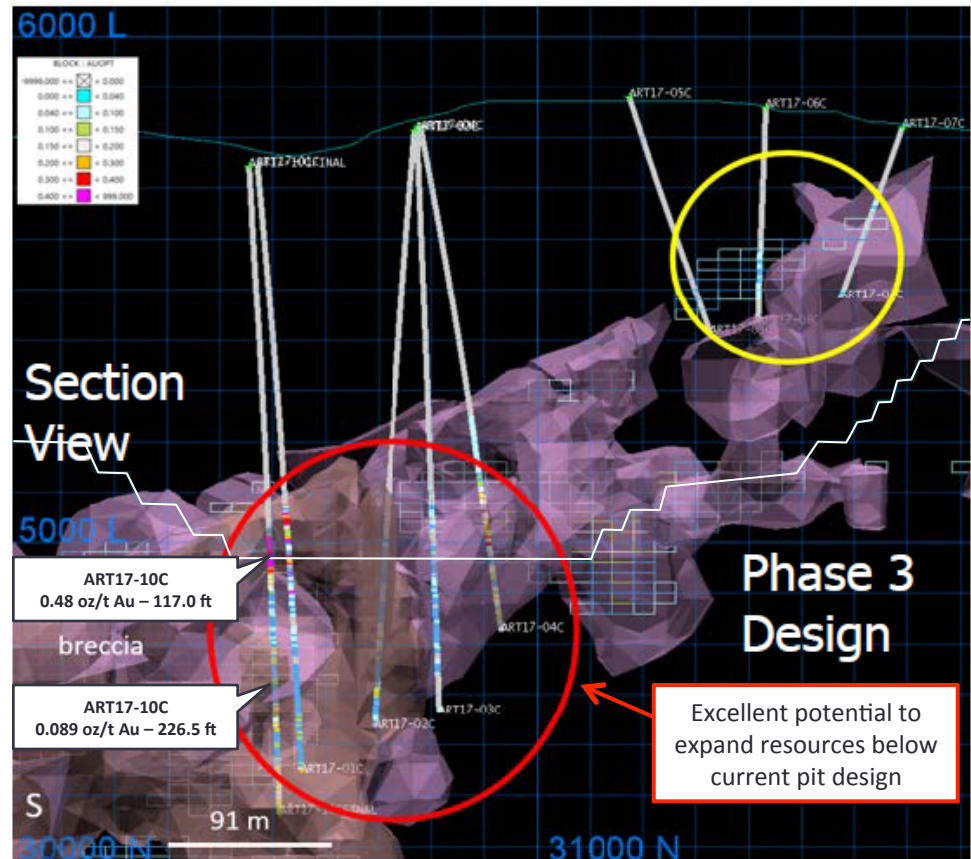 6000 L
BLOCK : AU/OPT
-9999.000 <= < 0.000
0.000 <= < 0.040
0.040 <= < 0.100
0.100 <= < 0.150
0.150 <= < 0.200
0.200 <= < 0.300
0.300 <= < 0.400
0.400 <= < 999.000
ART17-05C
ART17-06C
ART17-07C
Section
View
5000 L
ART17-10C
0.48 oz/t Au – 117.0 ft
breccia
Phase 3
Design
ART17-04C
ART17-10C
0.089 oz/t Au – 226.5 ft
ART17-03C
ART17-02C
Excellent potential to
expand resources below
current pit design
ART17-01C
S
91 m
30000 N
31000 N